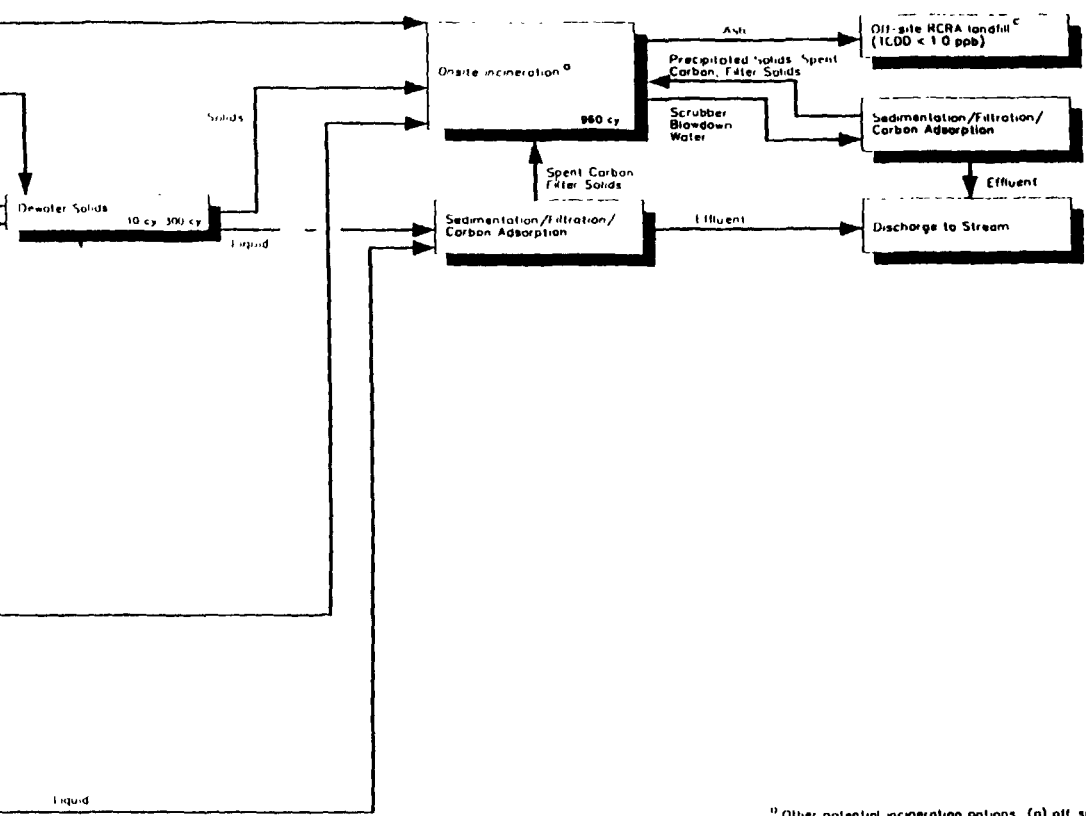 Ash
Off-site RCRA landfill c
(TCDD < 1.0 ppb)
Onsite incineration a
960 cy
Precipitated Solids, Spent
Carbon, Filter Solids
Scrubber
Blowdown
Water
Sedimentation/Filtration/
Carbon Adsorption
Solids
Spent Carbon
Filter Solids
Effluent
Dewater Solids
10 cy 300 cy
Liquid
Sedimentation/Filtration/
Carbon Adsorption
Effluent
Discharge to Stream
Liquid
Other potential incineration options (a) off